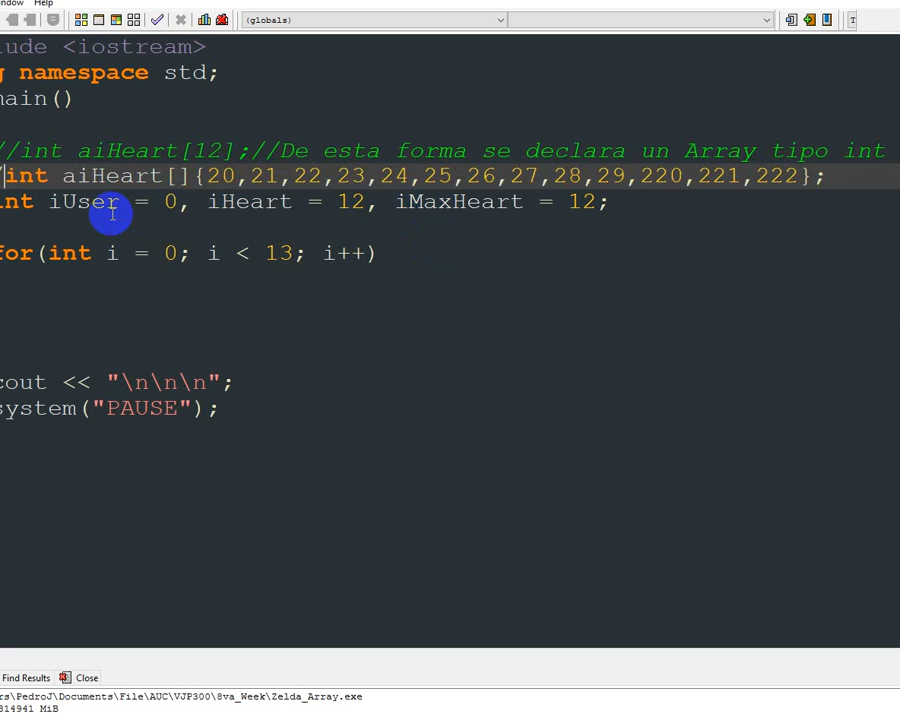 indow Help
(globals)
lude <iostream>
g namespace std;
main()
//int aiHeart[12];//De esta forma se declara un Array tipo int
/int aiHeart[]{20,21,22,23,24,25,26,27,28,29,220,221,222};
int iUser = 0, iHeart = 12, iMaxHeart = 12;
for(int i = 0; i < 13; i++)
cout << "\n\n\n";
system("PAUSE");
Find Results Close
rs\PedroJ\Documents\File\AUC\VJP300\8va_Week\Zelda_Array.exe
814941 MiB